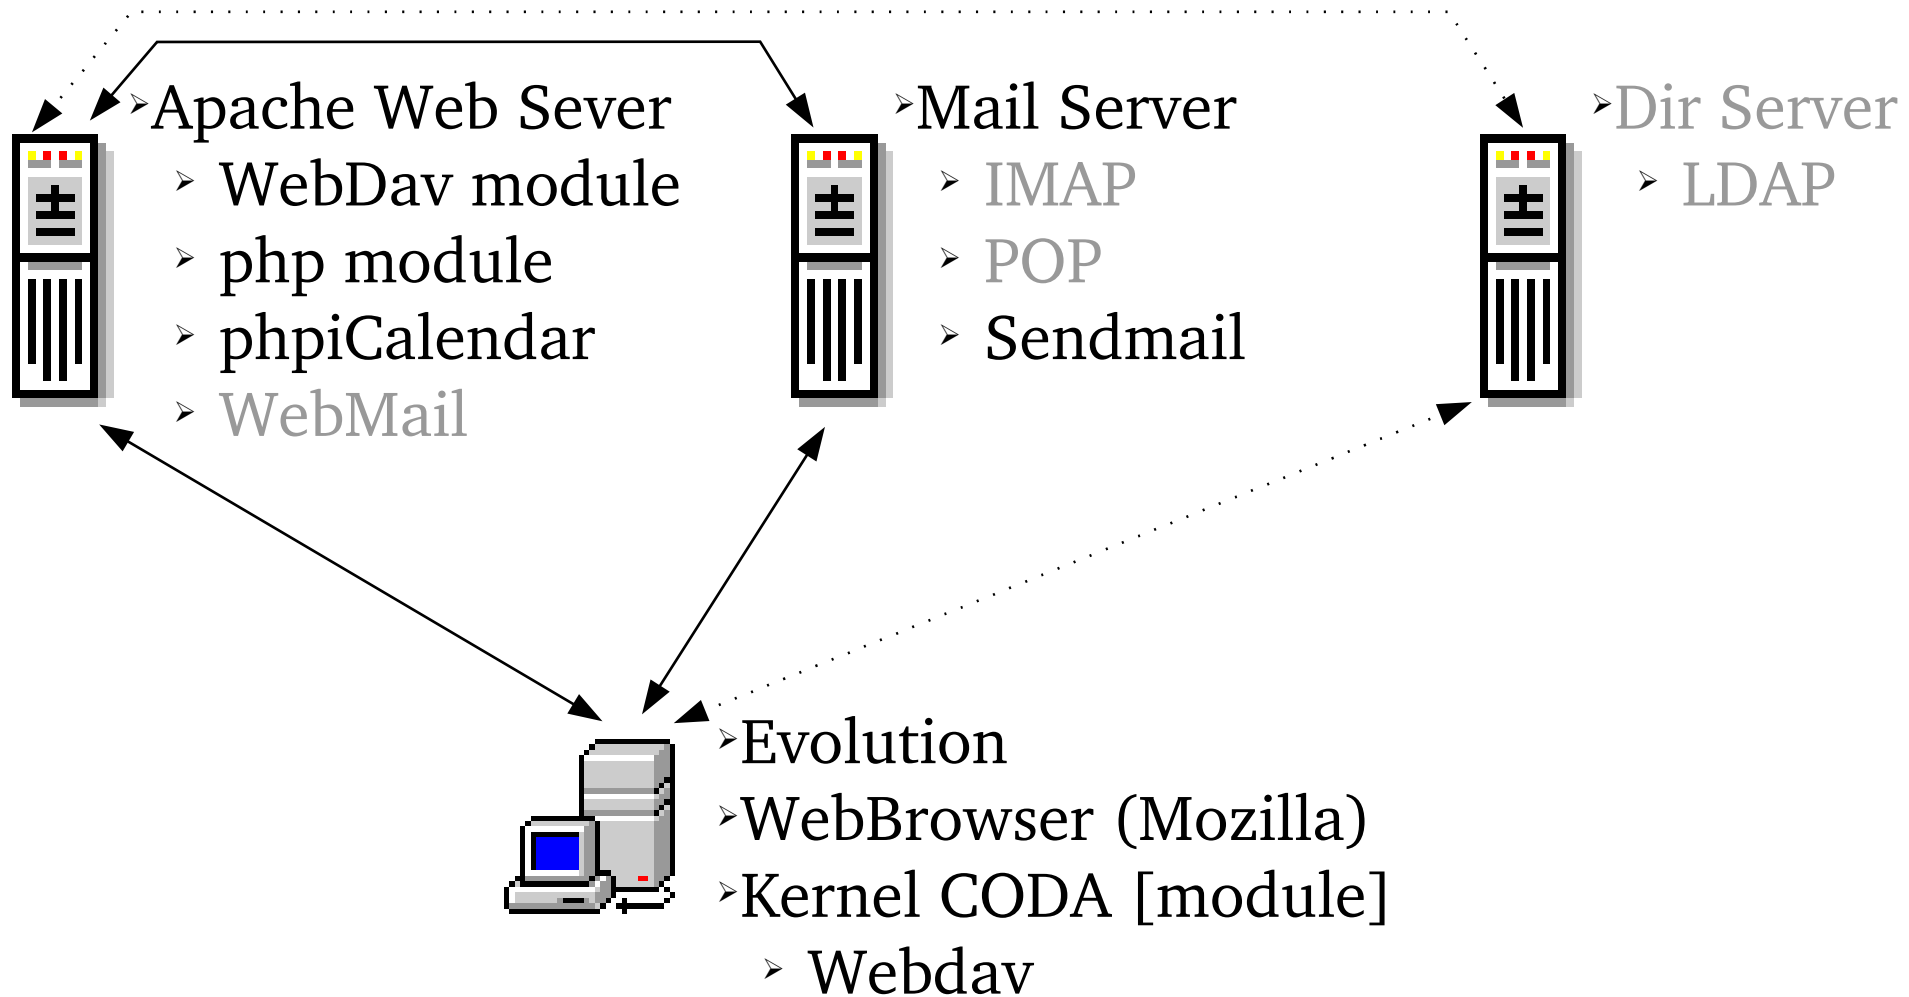 Apache Web Sever
WebDav module
php module
phpiCalendar
WebMail
Mail Server
IMAP
POP
Sendmail
Dir Server
LDAP
Evolution
WebBrowser (Mozilla)
Kernel CODA [module]
Webdav